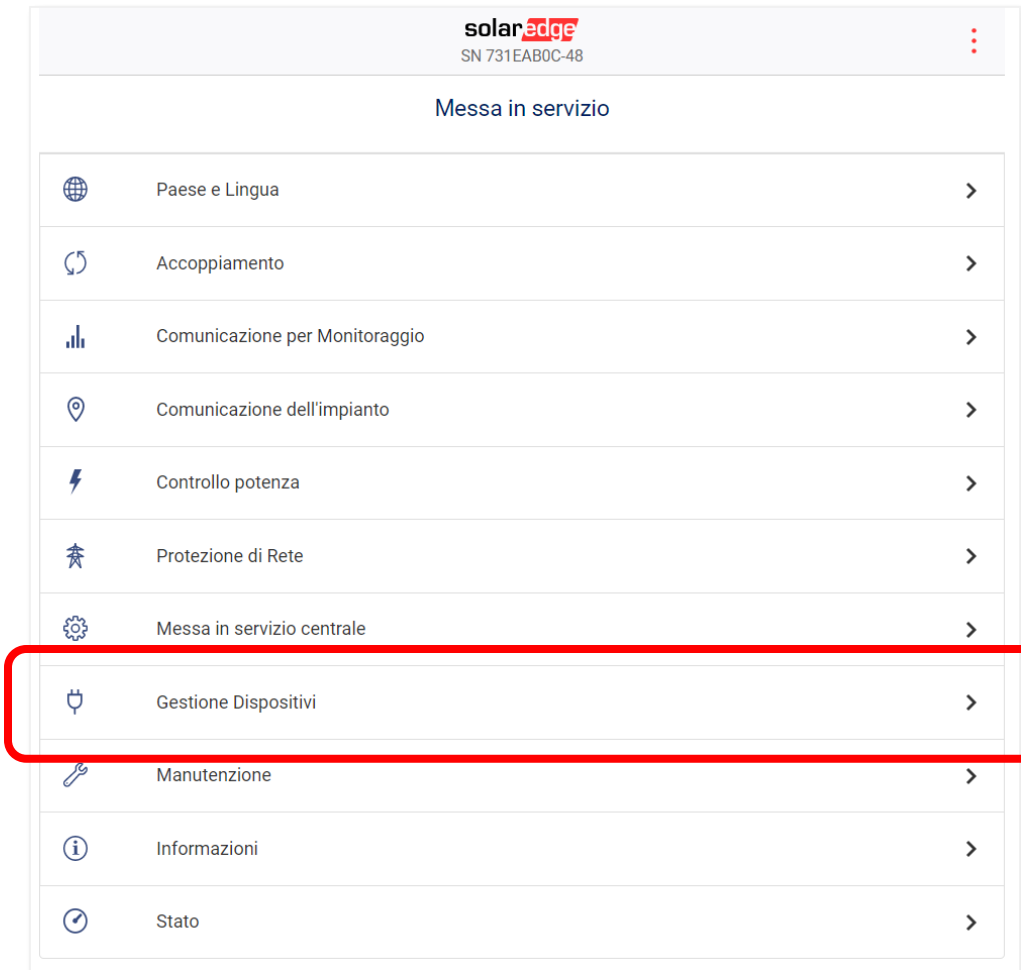 solaredge
SN 731EAB0C-48
Messa in servizio
Paese e Lingua
Accoppiamento
Comunicazione per Monitoraggio
Comunicazione dell'impianto
Controllo potenza
Protezione di Rete
Messa in servizio centrale
Gestione Dispositivi
Manutenzione
Informazioni
Stato